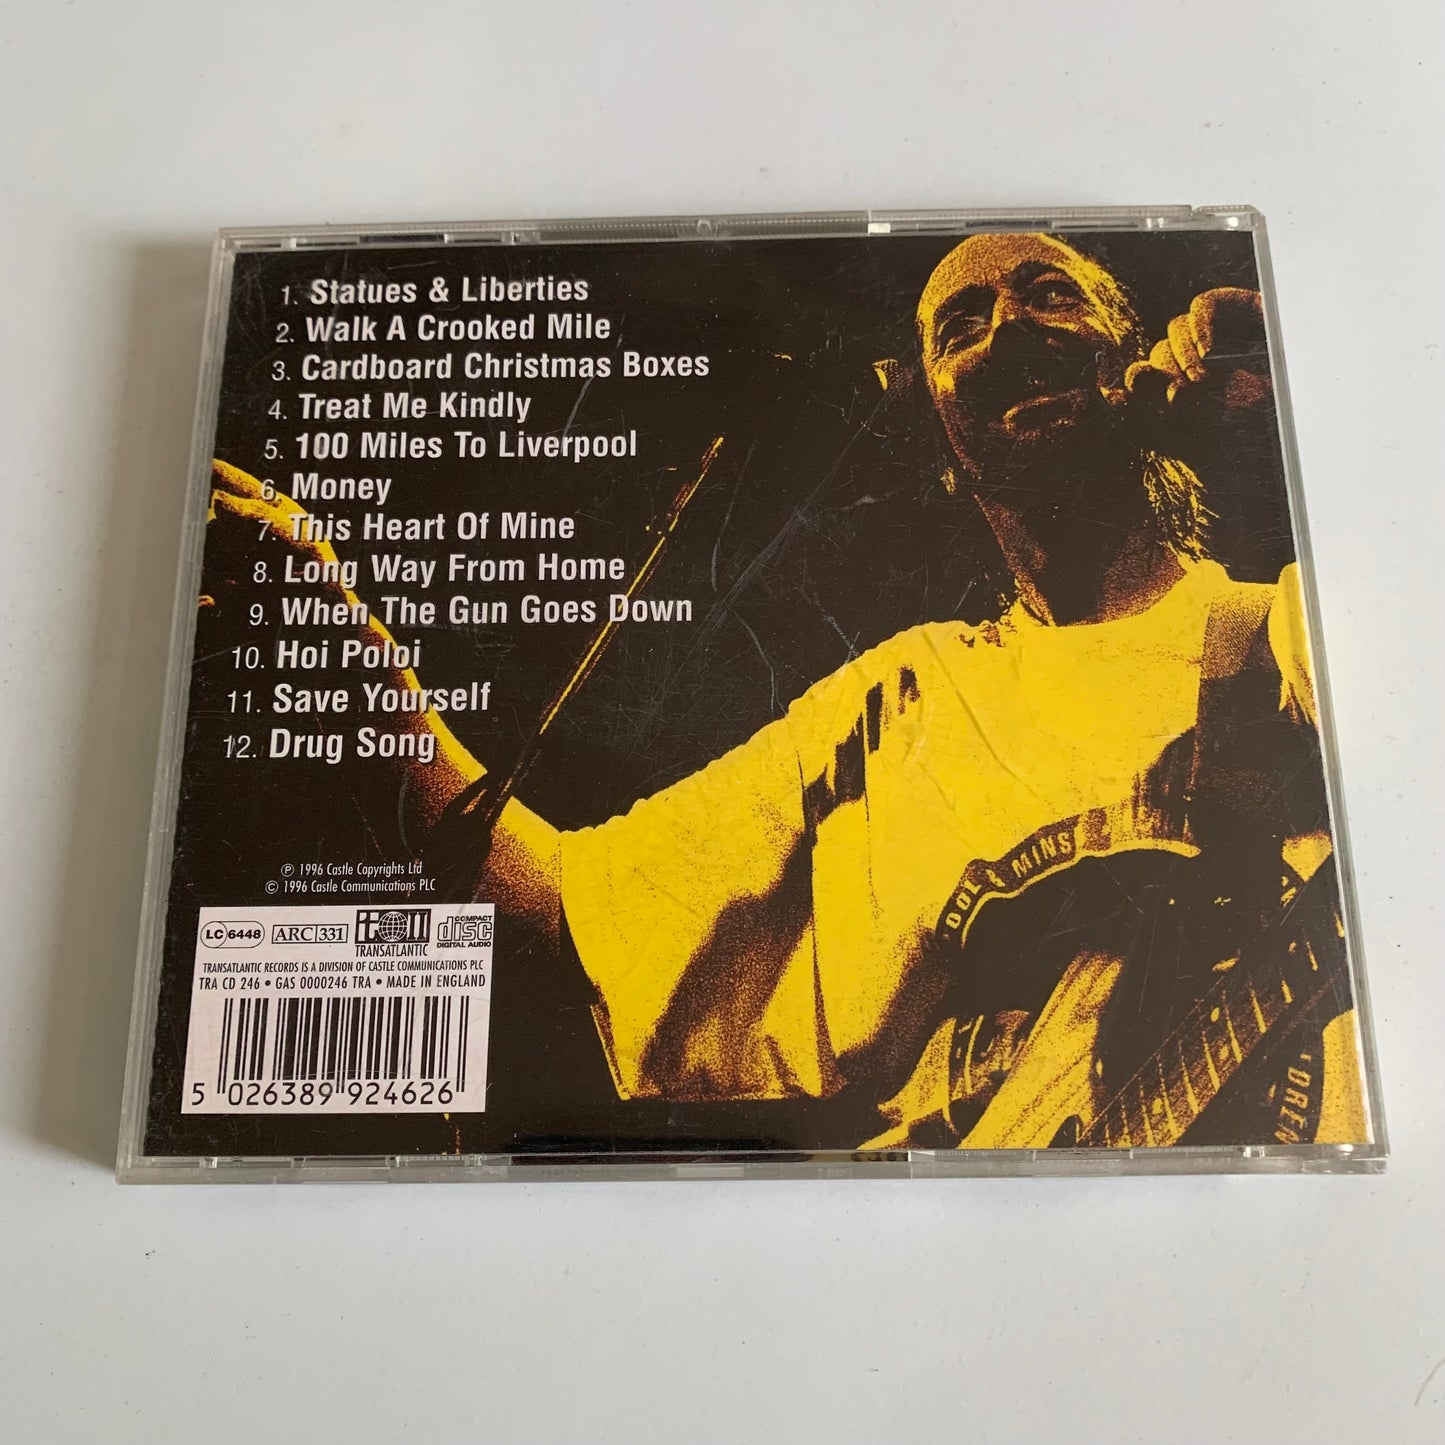 1. Statues & Liberties
2. Walk A Crooked Mile
3. Cardboard Christmas Boxes
4. Treat Me Kindly
5. 100 Miles To Liverpool
6. Money
7. This Heart Of Mine
8. Long Way From Home
9. When The Gun Goes Down
10. Hoi Poloi
11. Save Yourself
12. Drug Song
℗ 1996 Castle Copyrights Ltd
© 1996 Castle Communications PLC
LC 6448 ARC 331
TRANSATLANTIC
COMPACT
disc
DIGITAL AUDIO
TRANSATLANTIC RECORDS IS A DIVISION OF CASTLE COMMUNICATIONS PLC
TRA CD 246 • GAS 0000246 TRA • MADE IN ENGLAND
5 026389 924626
MINS